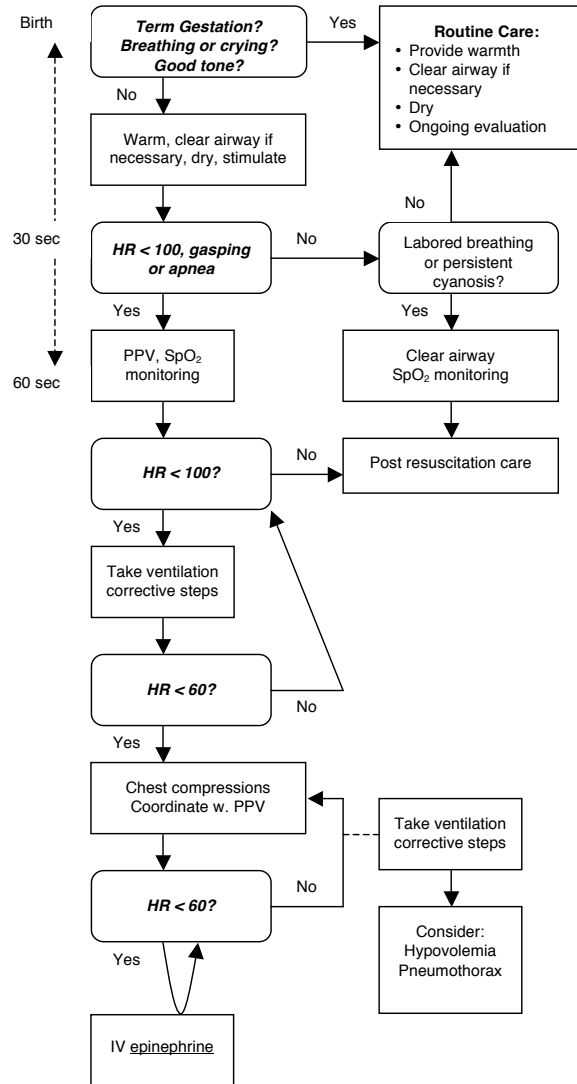 Birth
Term Gestation?
Breathing or crying?
Good tone?
Yes
Routine Care:
• Provide warmth
• Clear airway if
necessary
• Dry
• Ongoing evaluation
No
Warm, clear airway if
necessary, dry, stimulate
No
30 sec
HR < 100, gasping
or apnea
No
Labored breathing
or persistent
cyanosis?
Yes
Yes
60 sec
PPV, SpO₂
monitoring
Clear airway
SpO₂ monitoring
HR < 100?
No
Post resuscitation care
Yes
Take ventilation
corrective steps
HR < 60?
No
Yes
Chest compressions
Coordinate w. PPV
Take ventilation
corrective steps
HR < 60?
No
Consider:
Hypovolemia
Pneumothorax
Yes
IV epinephrine